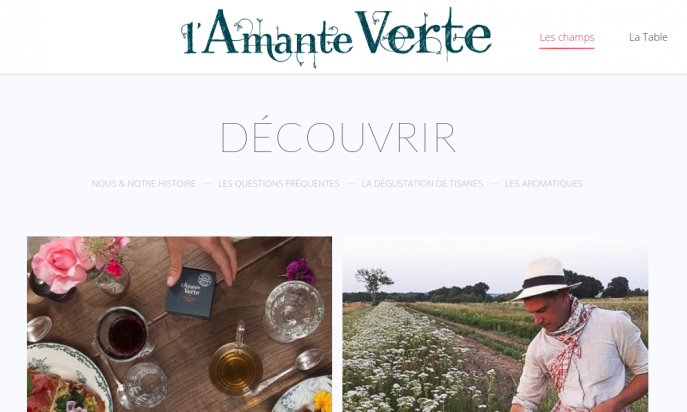 l'Amante Verte
Les champs
La Table
DÉCOUVRIR
NOUS & NOTRE HISTOIRE — LES QUESTIONS FRÉQUENTES — LA DÉGUSTATION DE TISANES — LES AROMATIQUES
l'Amante
Verte